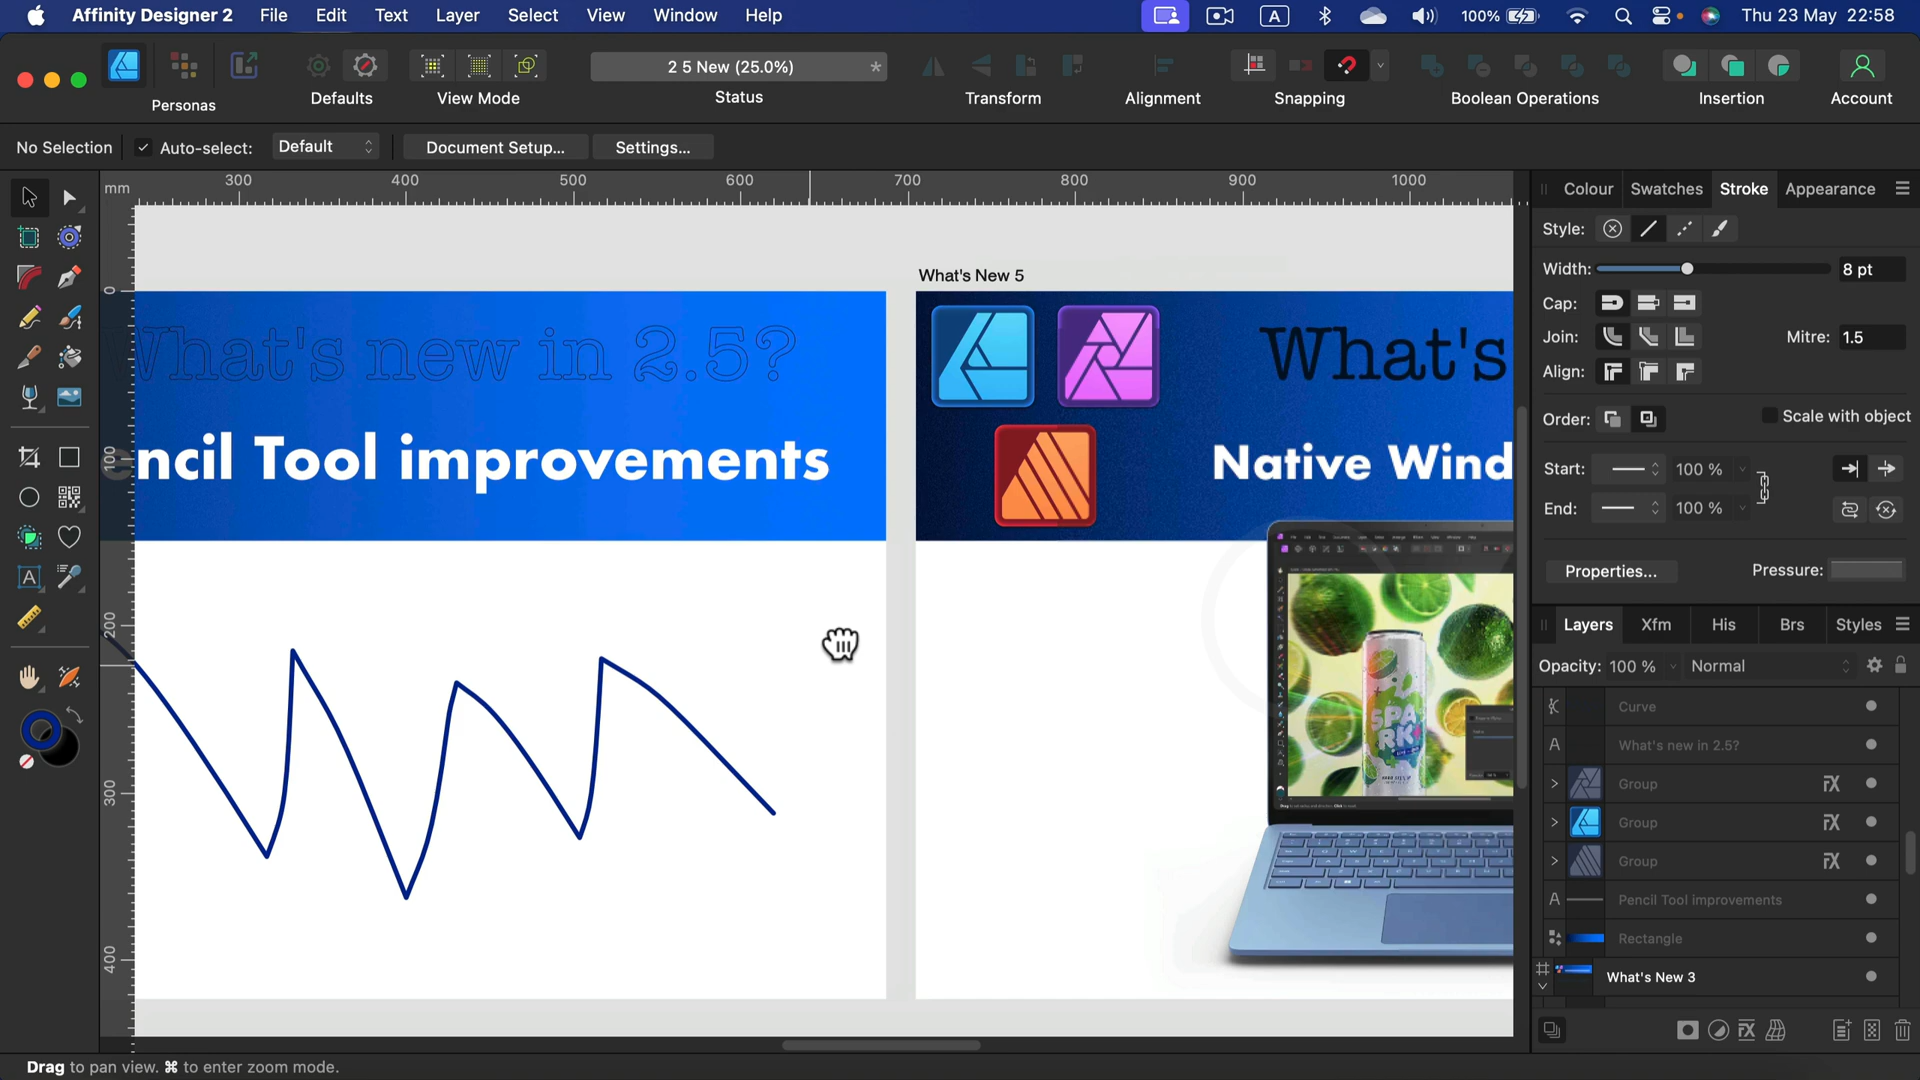 Affinity Designer 2 File Edit Text Layer Select View Window Help
A 100% Thu 23 May 22:58
2 5 New (25.0%) *
Personas Defaults View Mode Status Transform Alignment Snapping Boolean Operations Insertion Account
No Selection Auto-select: Default Document Setup... Settings...
mm 300 400 500 600 700 800 900 1000
Colour Swatches Stroke Appearance
Style:
Width: 8 pt
Cap:
Join: Mitre: 1.5
Align:
Order: Scale with object
Start: 100 %
End: 100 %
Properties... Pressure:
Layers Xfm His Brs Styles
Opacity: 100 % Normal
Curve
A What's new in 2.5?
Group
Group
Group
A Pencil Tool improvements
Rectangle
What's New 3
0
100
200
300
400
What's New 5
What's new in 2.5?
ncil Tool improvements
What's
Native Wind
SPA
RK
Drag to pan view. ⌘ to enter zoom mode.